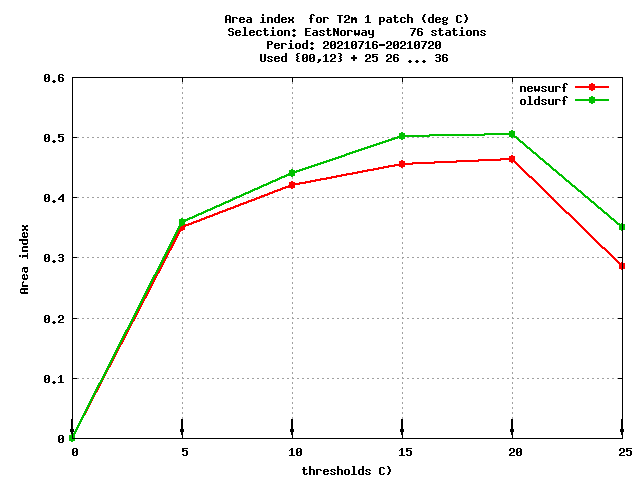 Area index  for T2m 1 patch (deg C)
Selection: EastNorway     76 stations
Period: 20210716-20210720
Used {00,12} + 25 26 ... 36
newsurf
oldsurf
0.6
0.5
0.4
0.3
0.2
0.1
0
Area index
0 5 10 15 20 25
thresholds C)